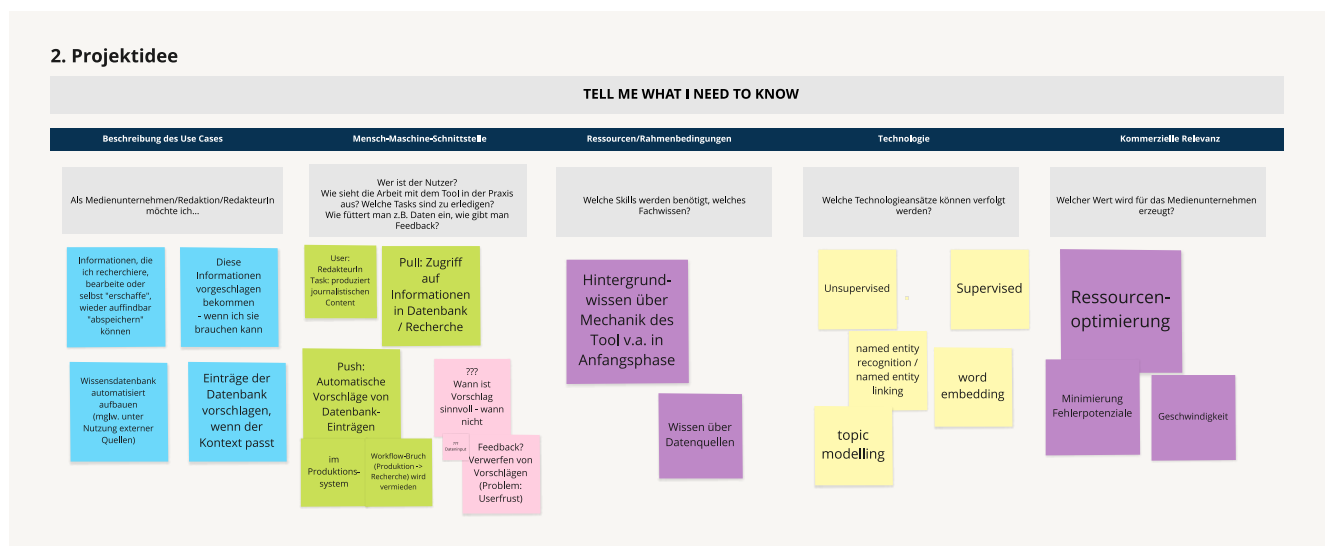 2. Projektidee
TELL ME WHAT I NEED TO KNOW
Beschreibung des Use Cases
Mensch-Maschine-Schnittstelle
Ressourcen/Rahmenbedingungen
Technologie
Kommerzielle Relevanz
Als Medienunternehmen/Redaktion/RedakteurIn
möchte ich...
Wer ist der Nutzer?
Wie sieht die Arbeit mit dem Tool in der Praxis
aus? Welche Tasks sind zu erledigen?
Wie füttert man z.B. Daten ein, wie gibt man
Feedback?
Welche Skills werden benötigt, welches
Fachwissen?
Welche Technologieansätze können verfolgt
werden?
Welcher Wert wird für das Medienunternehmen
erzeugt?
Informationen, die
ich recherchiere,
bearbeite oder
selbst "erschaffe",
wieder auffindbar
"abspeichern"
können
Diese
Informationen
vorgeschlagen
bekommen
- wenn ich sie
brauchen kann
Wissensdatenbank
automatisiert
aufbauen
(mglw. unter
Nutzung externer
Quellen)
Einträge der
Datenbank
vorschlagen,
wenn der
Kontext passt
User:
RedakteurIn
Task: produziert
journalistischen
Content
Pull: Zugriff
auf
Informationen
in Datenbank
/ Recherche
Push:
Automatische
Vorschläge von
Datenbank-
Einträgen
???
Wann ist
Vorschlag
sinnvoll - wann
nicht
im
Produktions-
system
Workflow-Bruch
(Produktion ->
Recherche) wird
vermieden
Feedback?
Verwerfen von
Vorschlägen
(Problem:
Userfrust)
Hintergrund-
wissen über
Mechanik des
Tool v.a. in
Anfangsphase
Wissen über
Datenquellen
Unsupervised
Supervised
named entity
recognition /
named entity
linking
word
embedding
topic
modelling
Ressourcen-
optimierung
Minimierung
Fehlerpotenziale
Geschwindigkeit